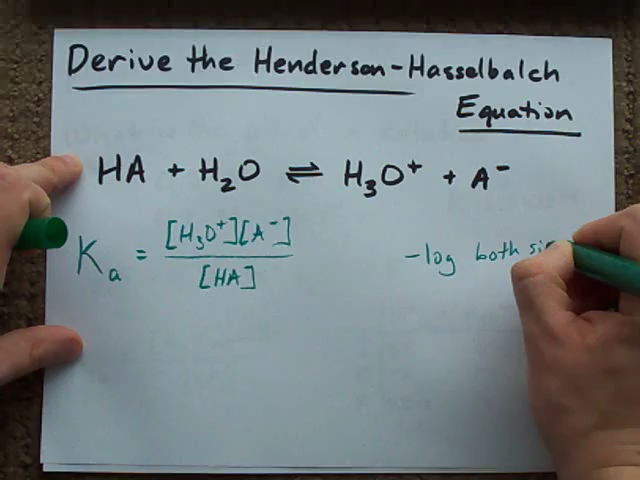 Derive the Henderson-Hasselbalch
Equation
HA + H₂O ⇌ H₃O⁺ + A⁻
Kₐ = [H₃O⁺][A⁻] / [HA]
-log both